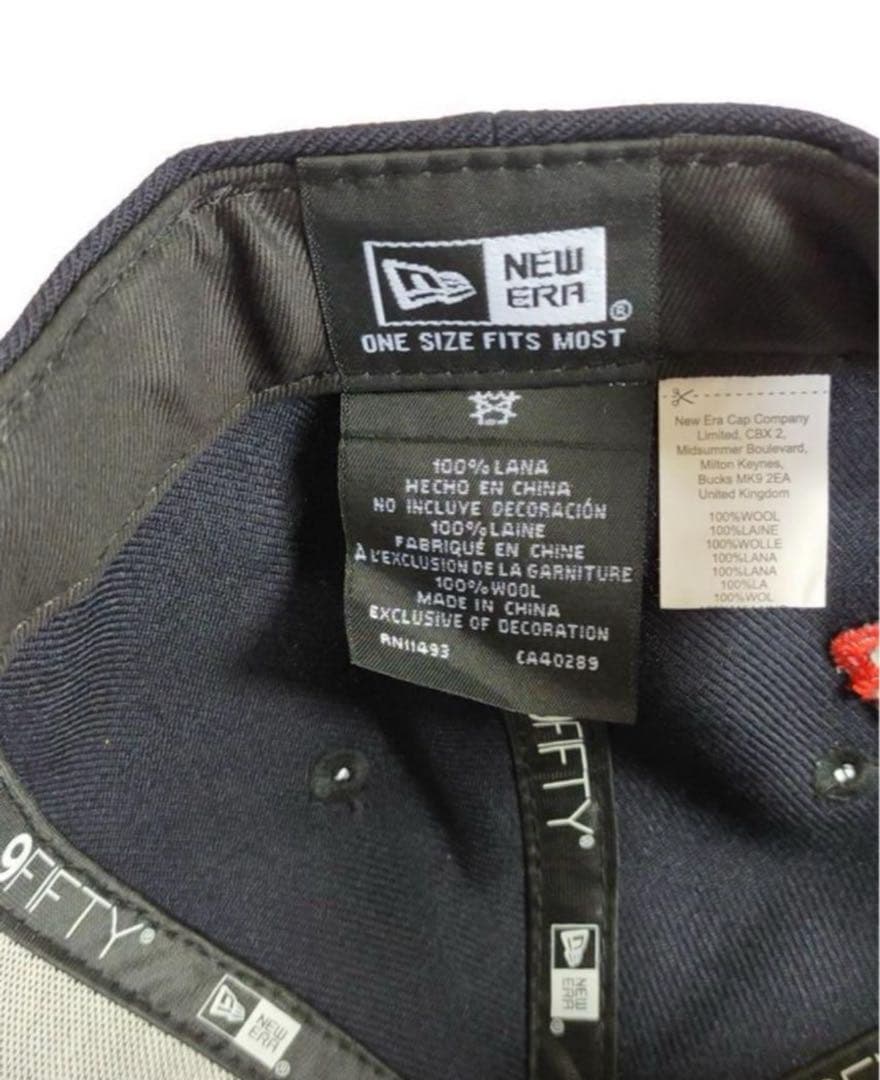 NEW
ERA®
ONE SIZE FITS MOST
100% LANA
HECHO EN CHINA
NO INCLUYE DECORACIÓN
100% LAINE
FABRIQUÉ EN CHINE
À L'EXCLUSION DE LA GARNITURE
100% WOOL
MADE IN CHINA
EXCLUSIVE OF DECORATION
RN11493 CA40289
New Era Cap Company
Limited, CBX 2,
Midsummer Boulevard,
Milton Keynes,
Bucks MK9 2EA
United Kingdom
100%WOOL
100%LAINE
100%WOLLE
100%LANA
100%LANA
100%LA
100%WOL
FIFTY®
NEW
ERA®
9FIFTY®
NEW
ERA®